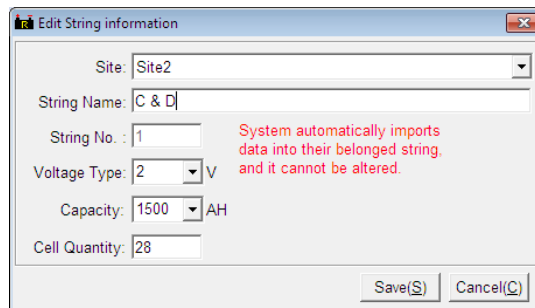 Edit String information
Site: Site2
String Name: C & D
String No. : 1
System automatically imports
data into their belonged string,
and it cannot be altered.
Voltage Type: 2 V
Capacity: 1500 AH
Cell Quantity: 28
Save(S) Cancel(C)